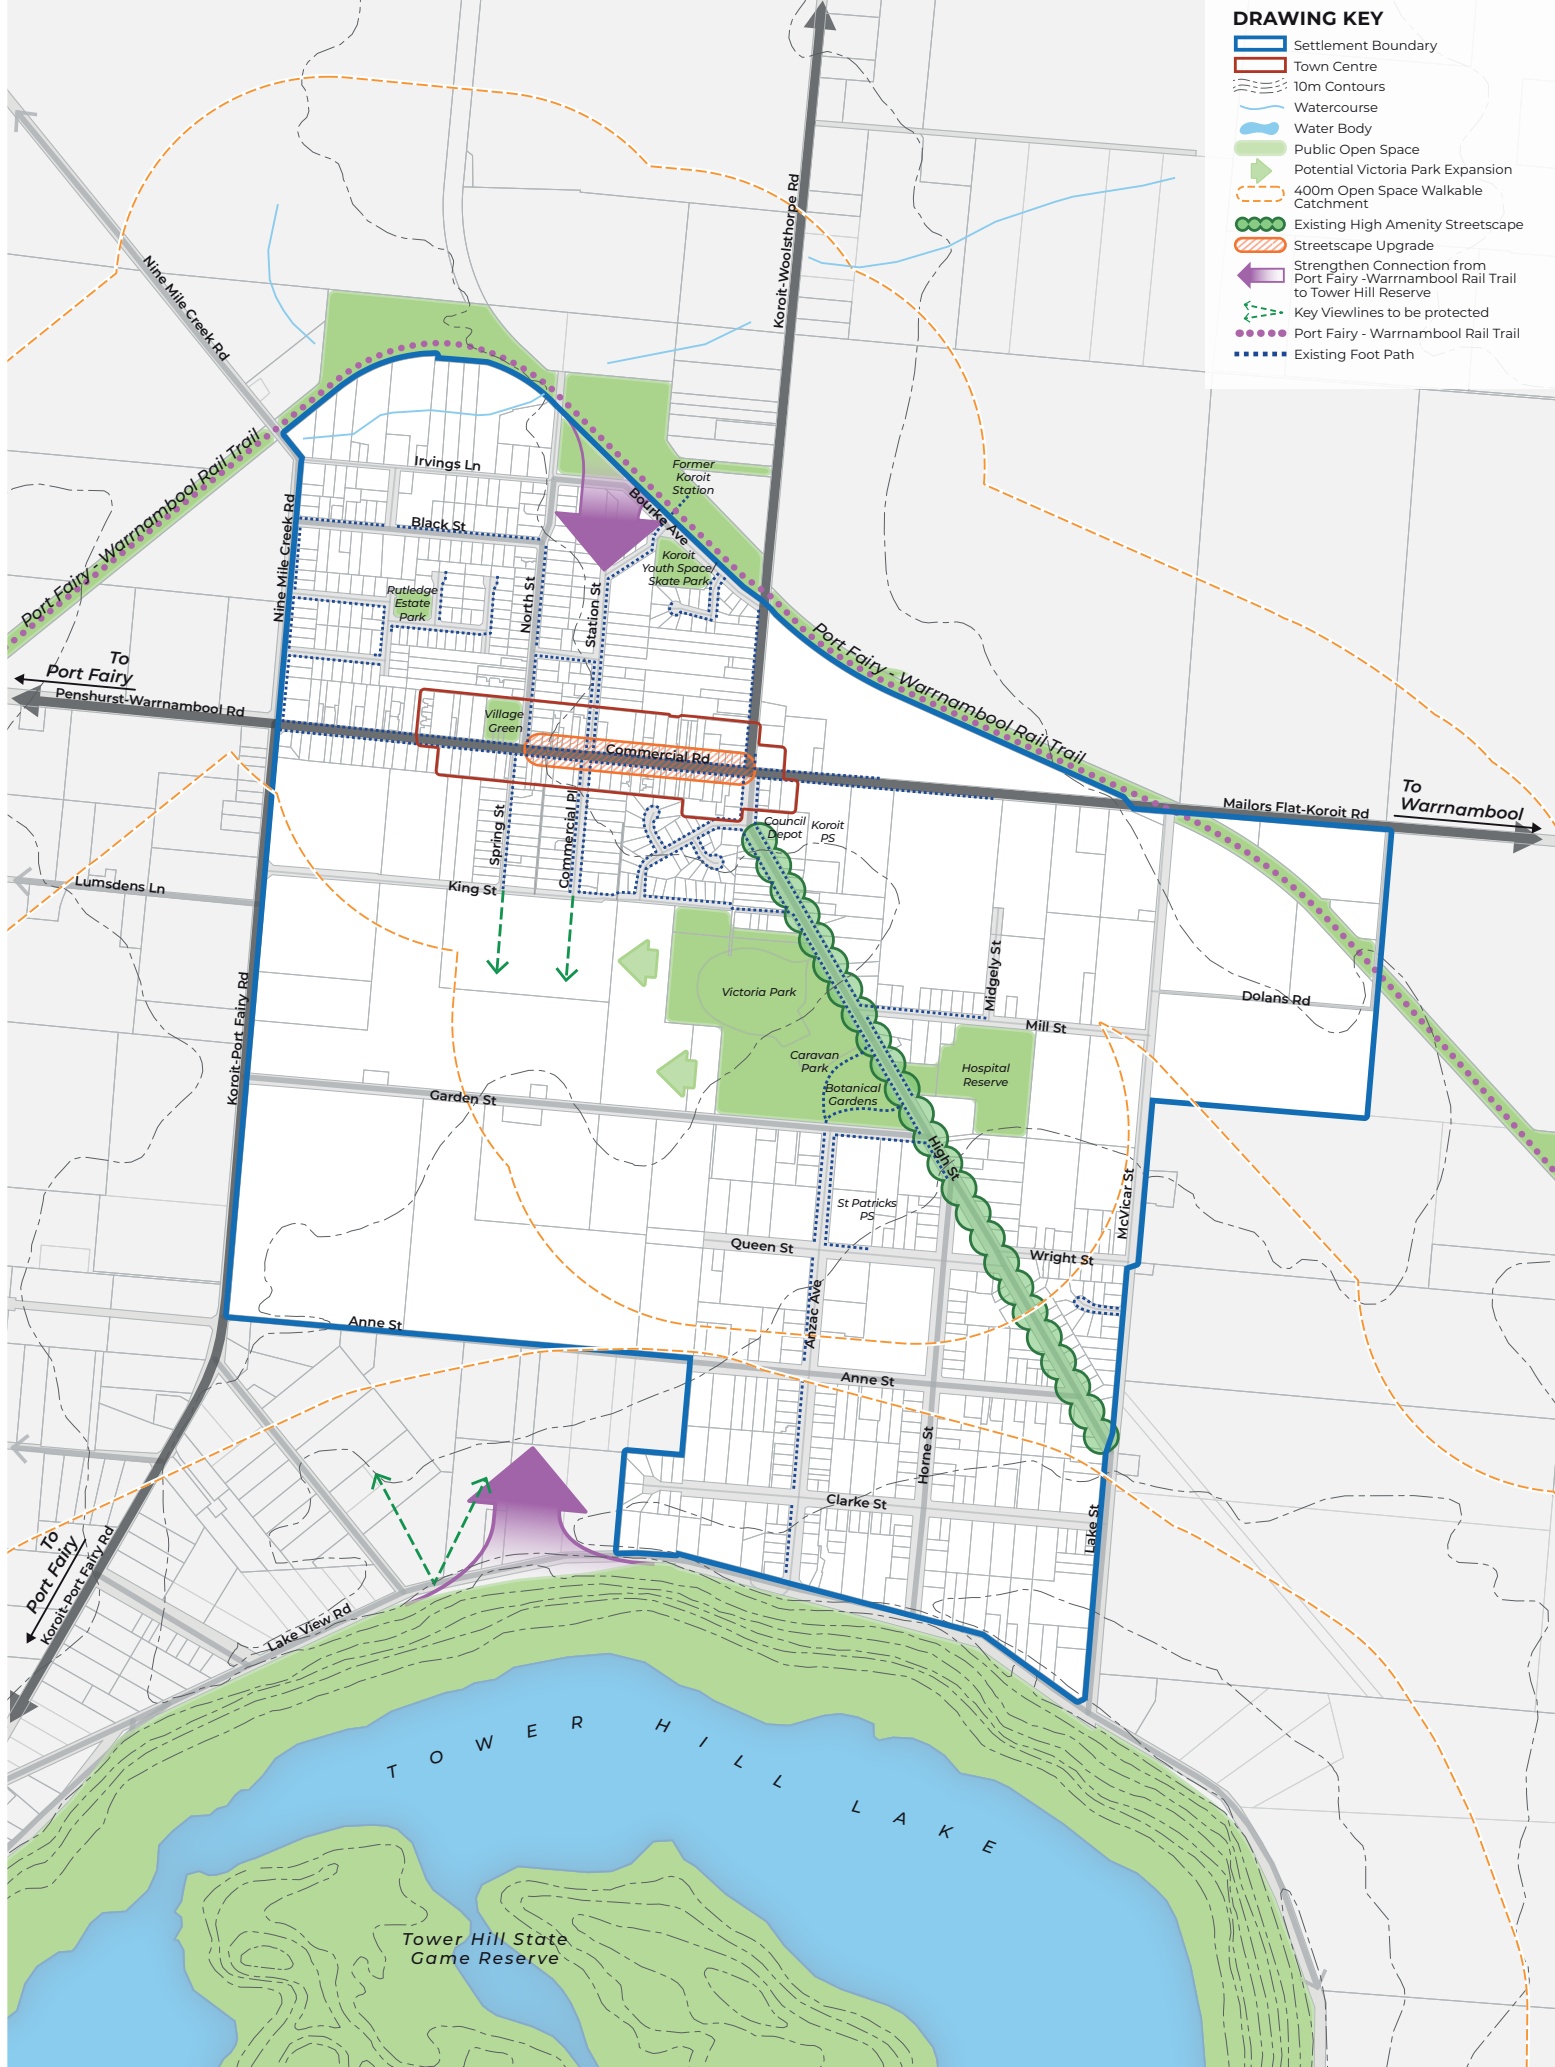 DRAWING KEY
Settlement Boundary
Town Centre
10m Contours
Watercourse
Water Body
Public Open Space
Potential Victoria Park Expansion
400m Open Space Walkable
Catchment
Existing High Amenity Streetscape
Streetscape Upgrade
Strengthen Connection from
Port Fairy -Warrnambool Rail Trail
to Tower Hill Reserve
Key Viewlines to be protected
Port Fairy - Warrnambool Rail Trail
Existing Foot Path
Koroit-Woolsthorpe Rd
Nine Mile Creek Rd
Port Fairy - Warrnambool Rail Trail
Irvings Ln
Former
Koroit
Station
Bourke Ave
Black St
Nine Mile Creek Rd
Koroit
Youth Space/
Skate Park
Rutledge
Estate
Park
North St
Station St
Port Fairy - Warrnambool Rail Trail
To
Port Fairy
Penshurst-Warrnambool Rd
Village
Green
Commercial Rd
To
Warrnambool
Mailors Flat-Koroit Rd
Spring St
Commercial Pl
Council
Depot
Koroit
PS
Lumsdens Ln
King St
Midgely St
Victoria Park
Dolans Rd
Mill St
Koroit-Port Fairy Rd
Caravan
Park
Hospital
Reserve
Botanical
Gardens
Garden St
High St
St Patricks
PS
McVicar St
Queen St
Wright St
Anzac Ave
Anne St
Anne St
Horne St
Clarke St
Lake St
To
Port Fairy
Koroit-Port Fairy Rd
Lake View Rd
TOWER HILL LAKE
Tower Hill State
Game Reserve